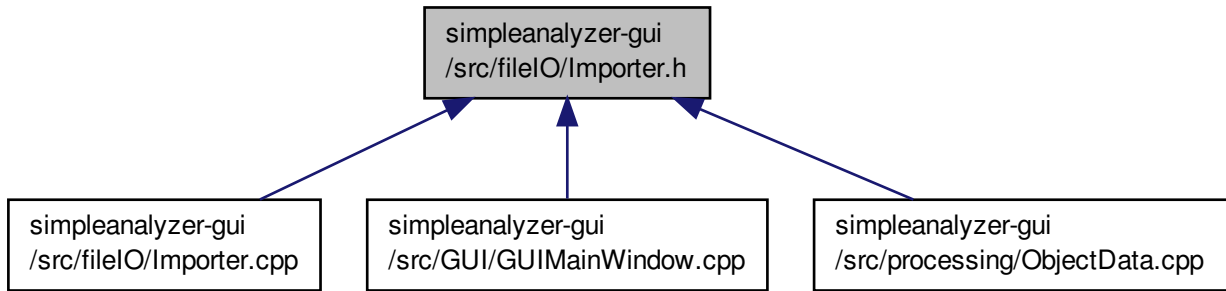 simpleanalyzer-gui
/src/fileIO/Importer.h
simpleanalyzer-gui
/src/fileIO/Importer.cpp
simpleanalyzer-gui
/src/GUI/GUIMainWindow.cpp
simpleanalyzer-gui
/src/processing/ObjectData.cpp